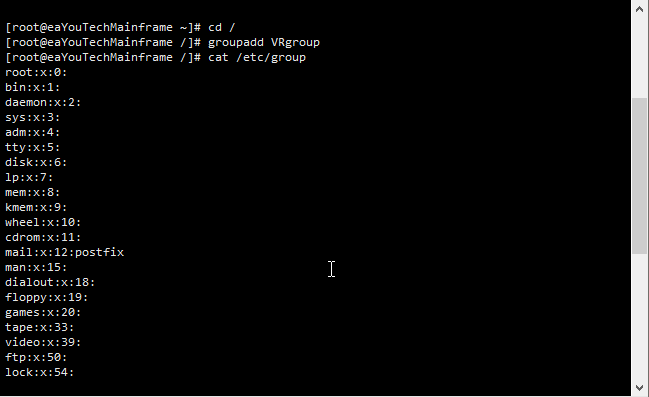 [root@eaYouTechMainframe ~]# cd /
[root@eaYouTechMainframe /]# groupadd VRgroup
[root@eaYouTechMainframe /]# cat /etc/group
root:x:0:
bin:x:1:
daemon:x:2:
sys:x:3:
adm:x:4:
tty:x:5:
disk:x:6:
lp:x:7:
mem:x:8:
kmem:x:9:
wheel:x:10:
cdrom:x:11:
mail:x:12:postfix
man:x:15:
dialout:x:18:
floppy:x:19:
games:x:20:
tape:x:33:
video:x:39:
ftp:x:50:
lock:x:54: